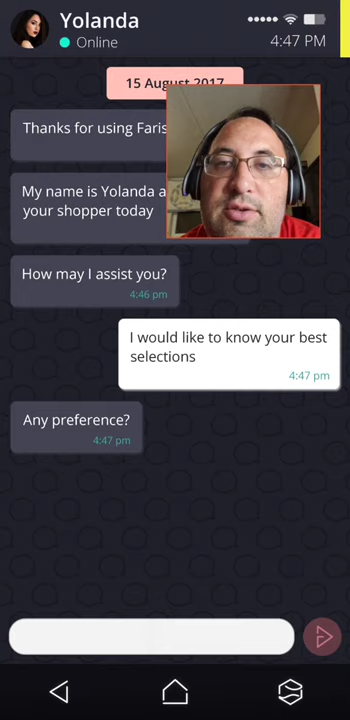 Yolanda
Online
4:47 PM
15 August 2017
Thanks for using Faris
My name is Yolanda a
your shopper today
How may I assist you?
4:46 pm
I would like to know your best
selections
4:47 pm
Any preference?
4:47 pm